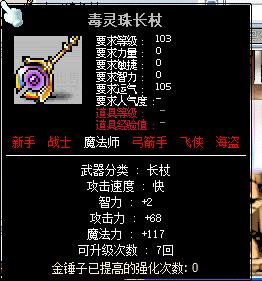 毒灵珠长杖
要求等级： 103
要求力量： 0
要求敏捷： 0
要求智力： 0
要求运气： 105
要求人气度： -
道具等级： -
道具经验值： -
新手 战士 魔法师 弓箭手 飞侠 海盗
武器分类 : 长杖
攻击速度 : 快
智力 : +2
攻击力 : +68
魔法力 : +117
可升级次数 : 7回
金锤子已提高的强化次数: 0